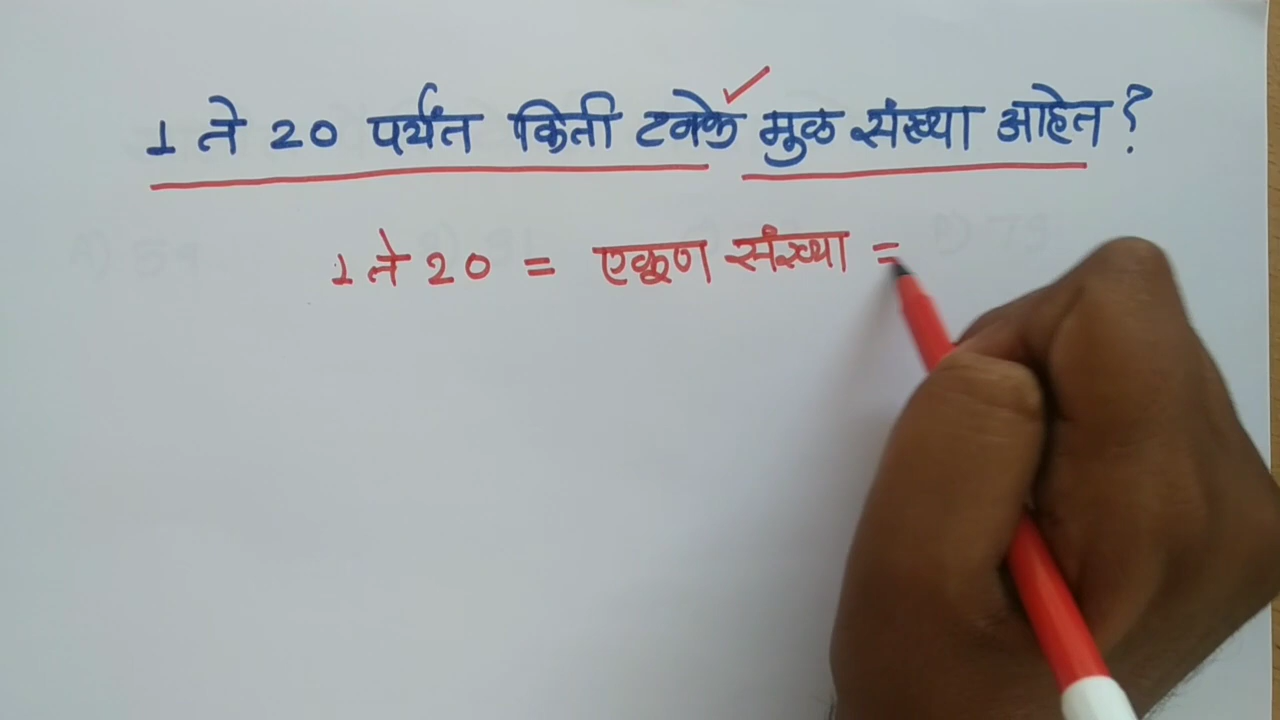 1 ते 20 पर्यंत किती टक्के मुळ संख्या आहेत ?
1 ते 20 = एकूण संख्या =